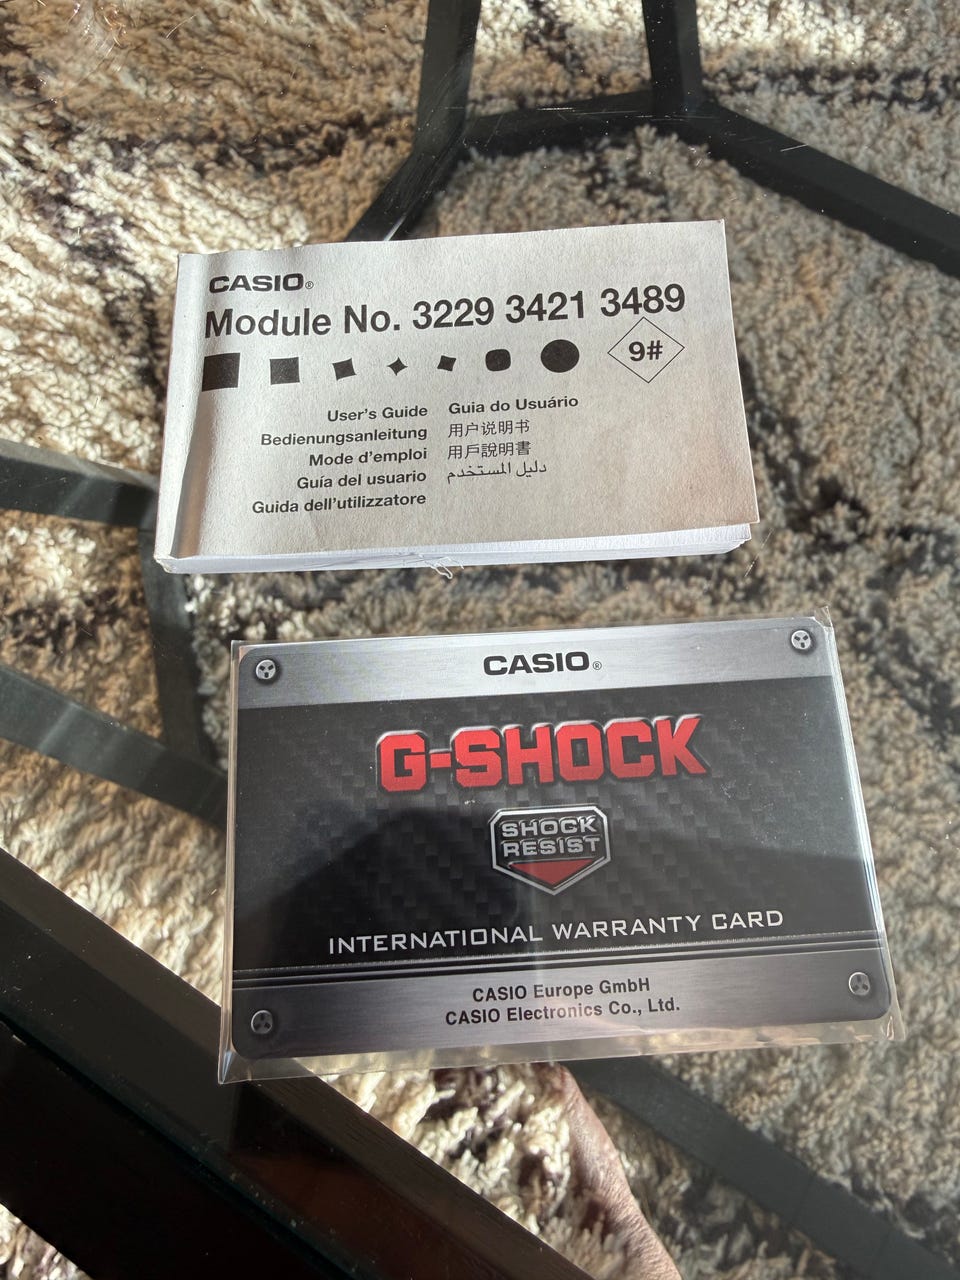 CASIO®
Module No. 3229 3421 3489
9#
User's Guide
Bedienungsanleitung
Mode d'emploi
Guía del usuario
Guida dell'utilizzatore
Guia do Usuário
用户说明书
用戶說明書
دليل المستخدم
CASIO®
G-SHOCK
SHOCK
RESIST
INTERNATIONAL WARRANTY CARD
CASIO Europe GmbH
CASIO Electronics Co., Ltd.